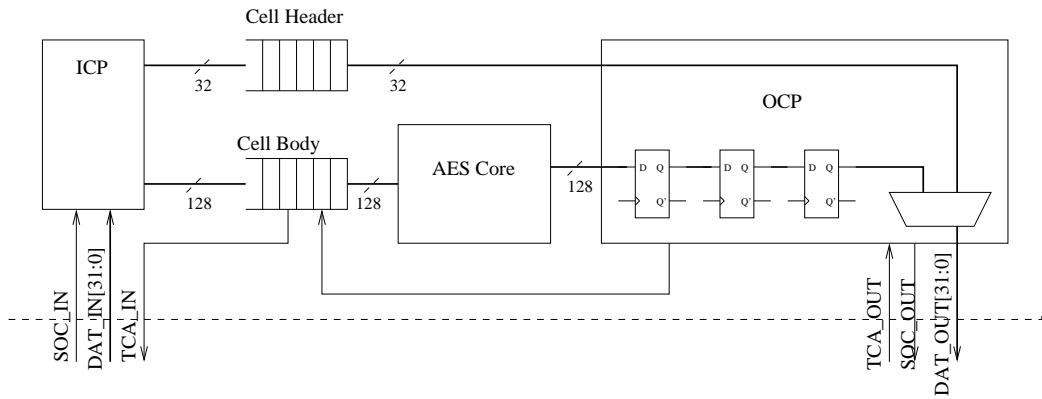 Cell Header
ICP
32
32
OCP
Cell Body
AES Core
128
128
128
D Q
Q'
D Q
Q'
D Q
Q'
SOC_IN
DAT_IN[31:0]
TCA_IN
TCA_OUT
SOC_OUT
DAT_OUT[31:0]